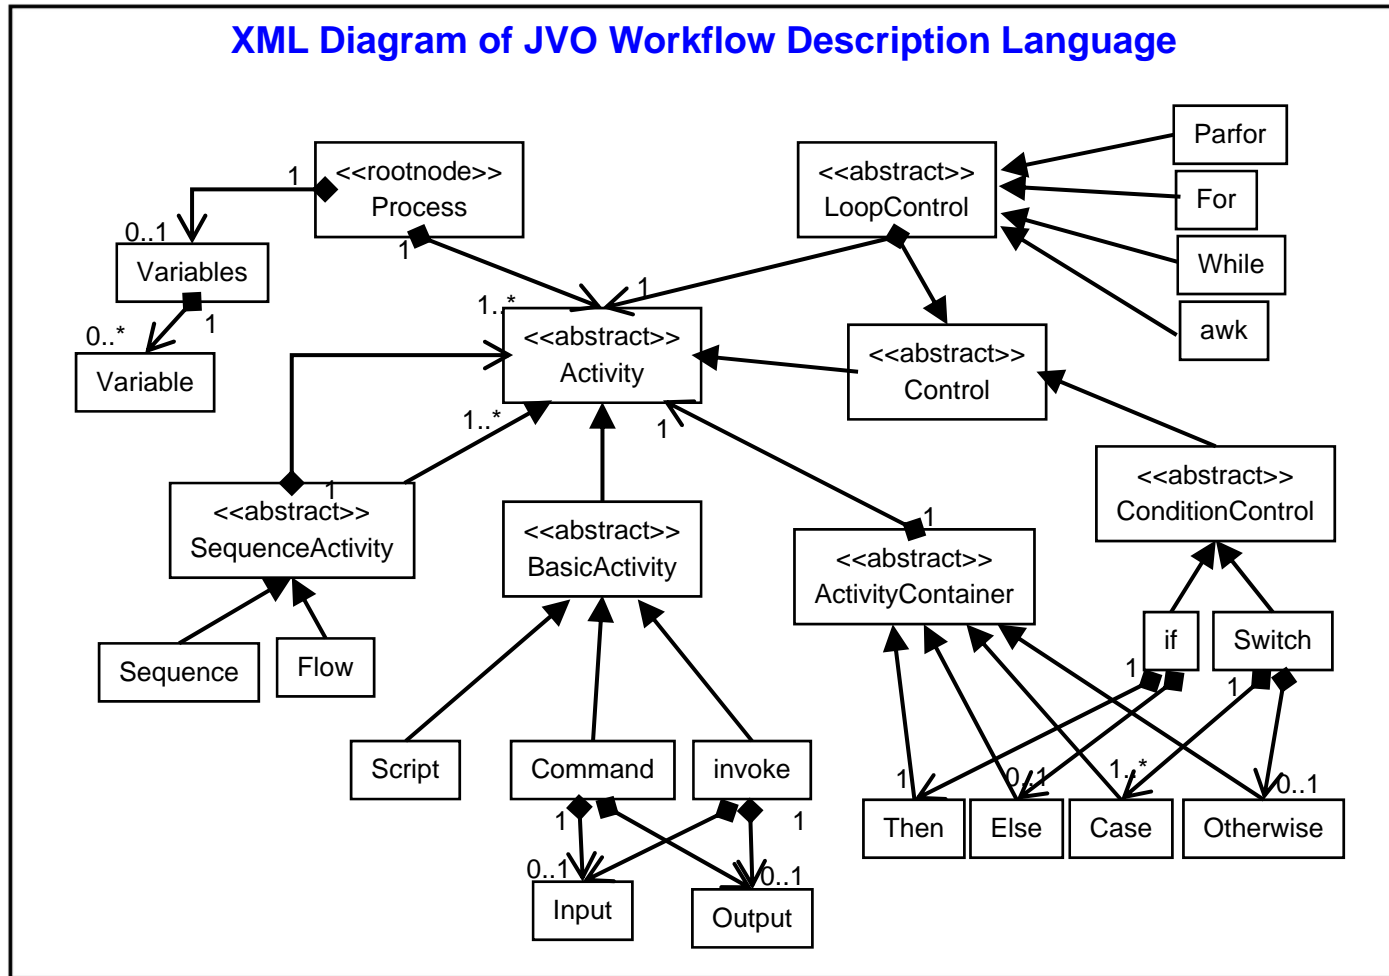 XML Diagram of JVO Workflow Description Language
Parfor
<<rootnode>>
Process
<<abstract>>
LoopControl
For
While
awk
1
0..1
Variables
1
0..*
Variable
1
1
1..*
<<abstract>>
Activity
<<abstract>>
Control
1..*
1
1
<<abstract>>
SequenceActivity
<<abstract>>
BasicActivity
1
<<abstract>>
ActivityContainer
<<abstract>>
ConditionControl
Sequence
Flow
if
Switch
1
1
Script
Command
invoke
1
0..1
1..*
0..1
Then
Else
Case
Otherwise
1
1
0..1
0..1
Input
Output